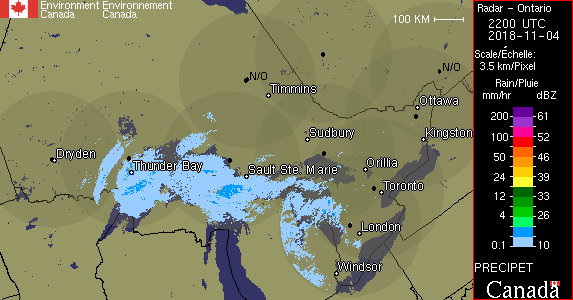 Environment Environnement
Canada Canada
100 KM
N/O
N/O
Timmins
Ottawa
Sudbury
Kingston
Dryden
Thunder Bay
Sault Ste. Marie
Orillia
Toronto
London
Windsor
Radar - Ontario
2200 UTC
2018-11-04
Scale/Échelle:
3.5 km/Pixel
Rain/Pluie
mm/hr dBZ
200 61
100 52
50 46
24 39
12 33
4 26
1 20
0.1 10
PRECIPET
Canada